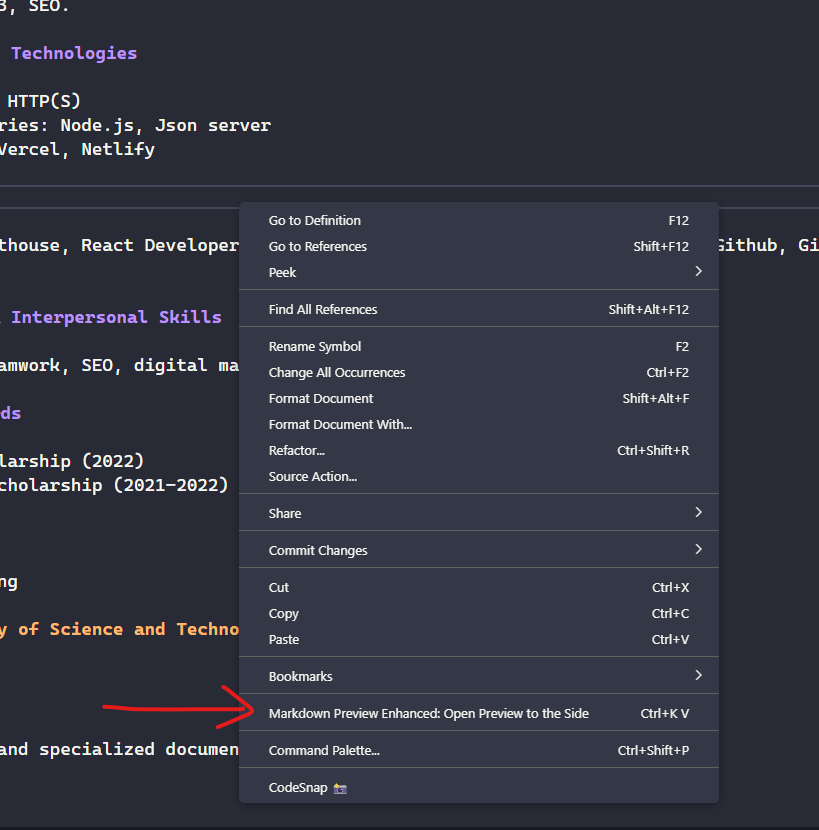 3, SEO.
Technologies
HTTP(S)
ries: Node.js, Json server
Vercel, Netlify
thouse, React Developer
Github, Gi
Interpersonal Skills
amwork, SEO, digital ma
ds
larship (2022)
cholarship (2021-2022)
ng
y of Science and Techno
and specialized documen
Go to Definition F12
Go to References Shift+F12
Peek
Find All References Shift+Alt+F12
Rename Symbol F2
Change All Occurrences Ctrl+F2
Format Document Shift+Alt+F
Format Document With...
Refactor... Ctrl+Shift+R
Source Action...
Share
Commit Changes
Cut Ctrl+X
Copy Ctrl+C
Paste Ctrl+V
Bookmarks
Markdown Preview Enhanced: Open Preview to the Side Ctrl+K V
Command Palette... Ctrl+Shift+P
CodeSnap 📸